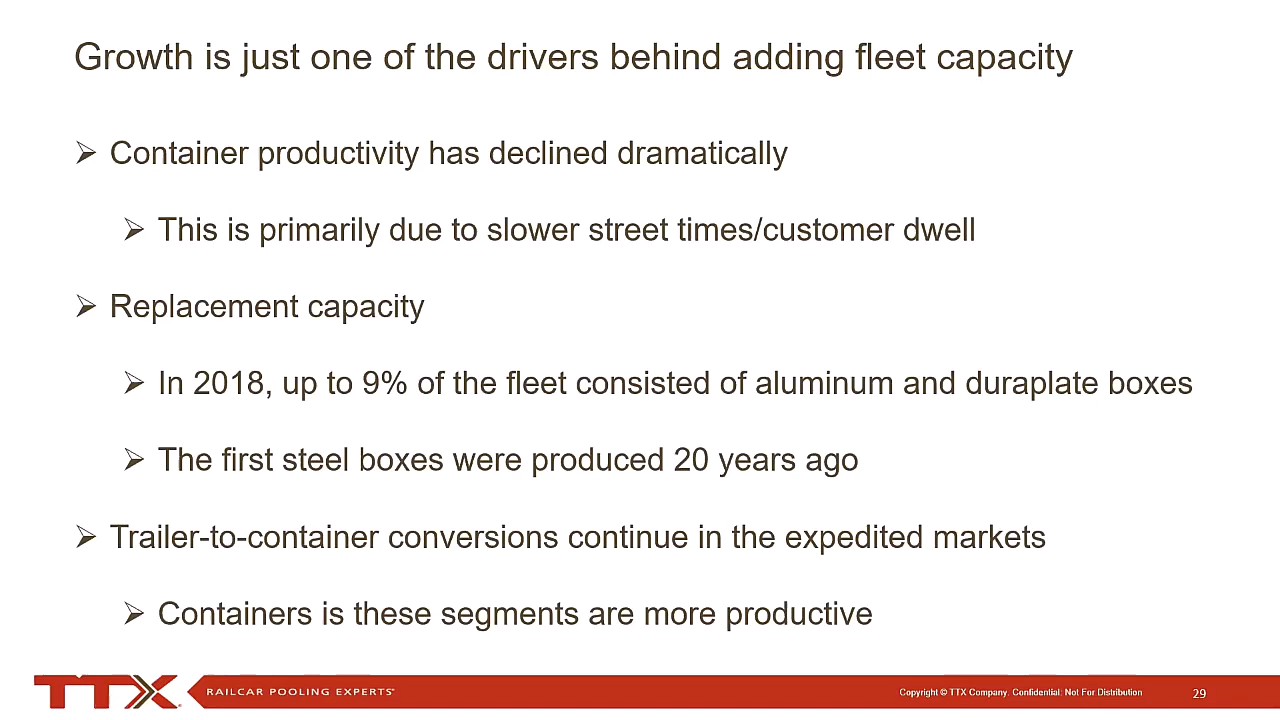 Growth is just one of the drivers behind adding fleet capacity
Container productivity has declined dramatically
This is primarily due to slower street times/customer dwell
Replacement capacity
In 2018, up to 9% of the fleet consisted of aluminum and duraplate boxes
The first steel boxes were produced 20 years ago
Trailer-to-container conversions continue in the expedited markets
Containers is these segments are more productive
TTX RAILCAR POOLING EXPERTS Copyright © TTX Company. Confidential: Not For Distribution 29